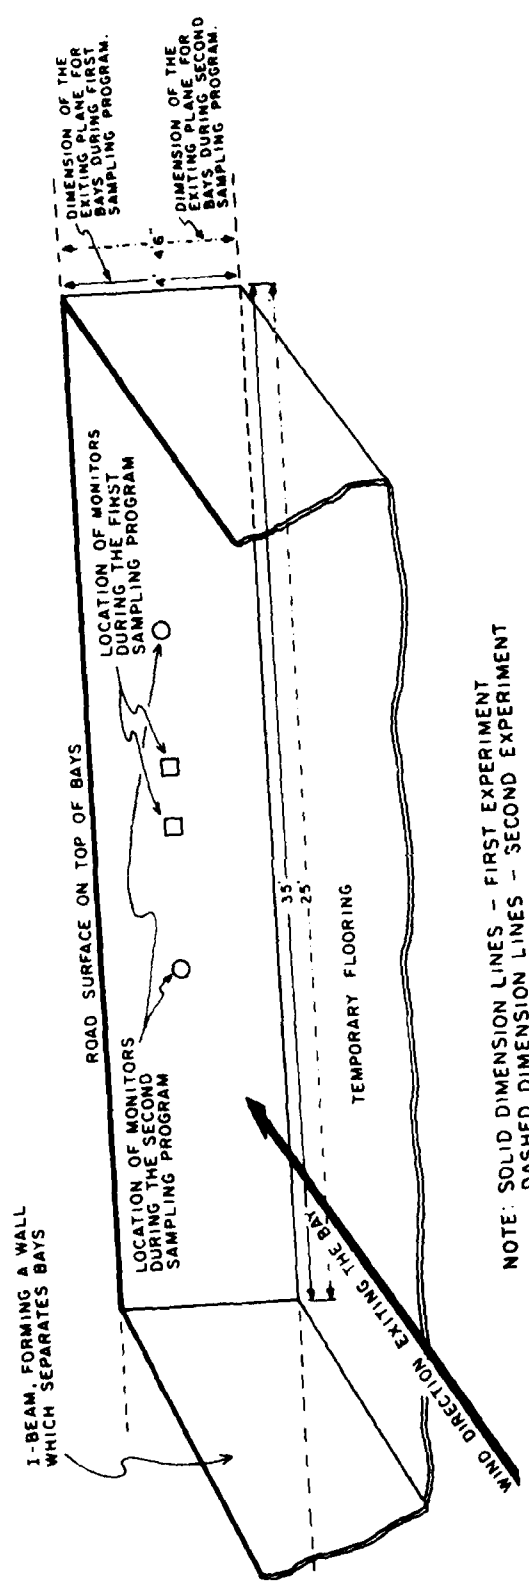 I-BEAM, FORMING A WALL
WHICH SEPARATES BAYS
ROAD SURFACE ON TOP OF BAYS
DIMENSION OF THE
EXITING PLANE FOR
BAYS DURING FIRST
SAMPLING PROGRAM.
DIMENSION OF THE
EXITING PLANE FOR
BAYS DURING SECOND
SAMPLING PROGRAM.
4'
4.6'
LOCATION OF MONITORS
DURING THE FIRST
SAMPLING PROGRAM
LOCATION OF MONITORS
DURING THE SECOND
SAMPLING PROGRAM
35'
25'
TEMPORARY FLOORING
WIND DIRECTION EXITING THE BAY
NOTE: SOLID DIMENSION LINES - FIRST EXPERIMENT
DASHED DIMENSION LINES - SECOND EXPERIMENT